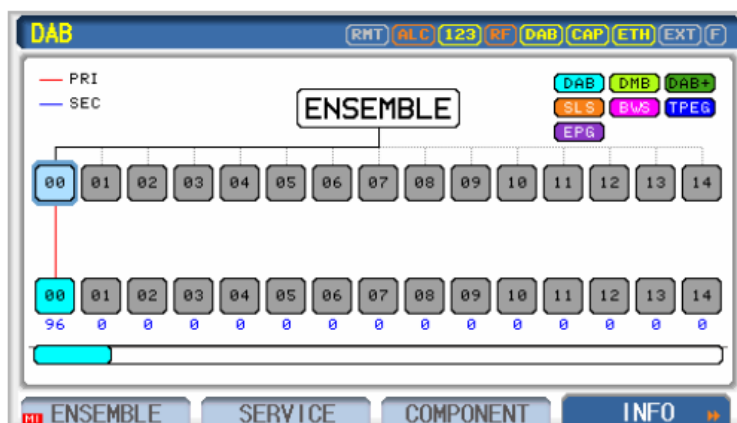 DAB RMT ALC 123 RF DAB CAP ETH EXT F
PRI DAB DMB DAB+
SEC ENSEMBLE SLS BWS TPEG
EPG
00 01 02 03 04 05 06 07 08 09 10 11 12 13 14
00 01 02 03 04 05 06 07 08 09 10 11 12 13 14
96 0 0 0 0 0 0 0 0 0 0 0 0 0 0
ENSEMBLE SERVICE COMPONENT INFO